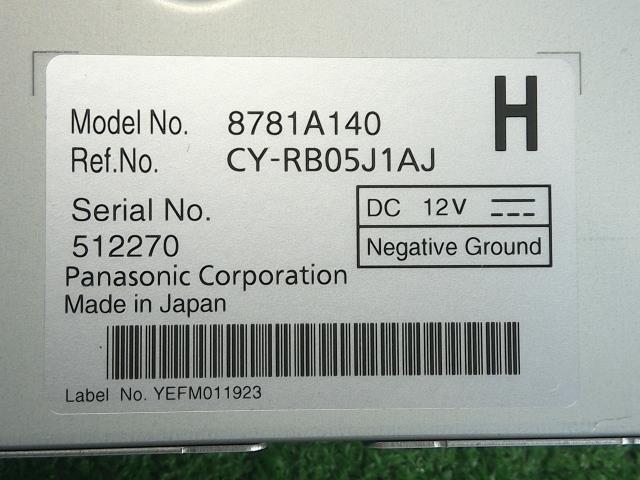 H
Model No. 8781A140
Ref.No. CY-RB05J1AJ
Serial No.
512270
DC 12V
Negative Ground
Panasonic Corporation
Made in Japan
Label No. YEFM011923